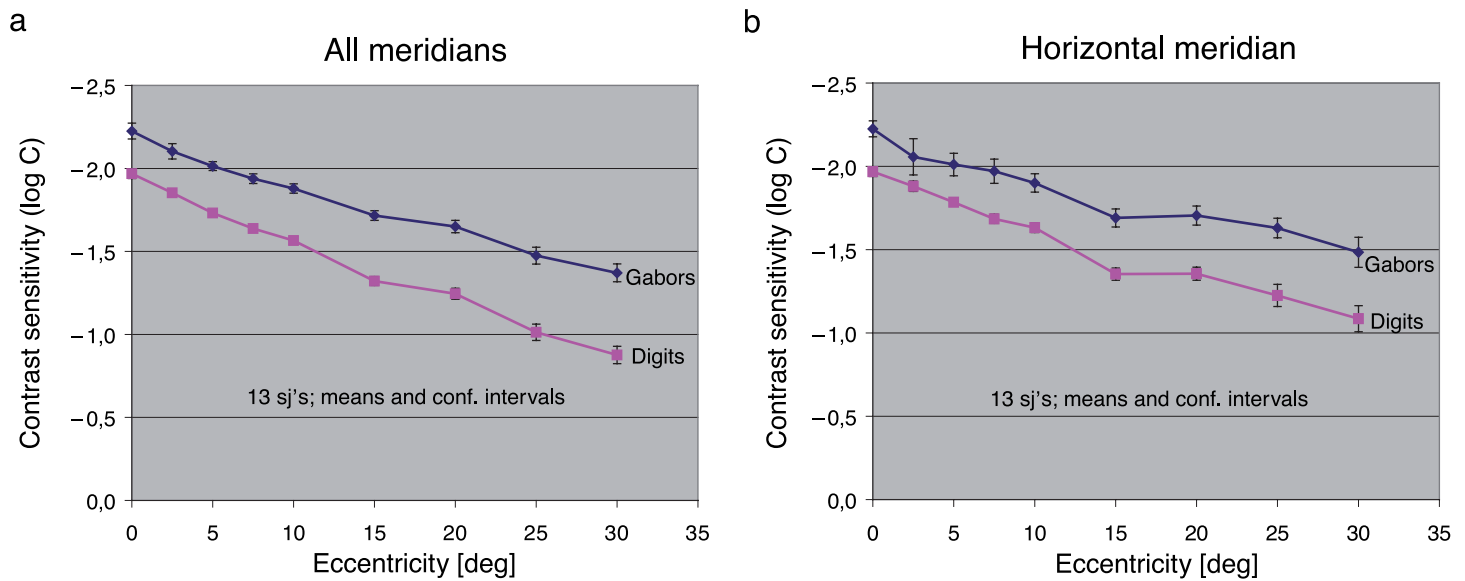 a
All meridians
Contrast sensitivity (log C)
−2,5
−2,0
−1,5
−1,0
−0,5
0,0
Gabors
Digits
13 sj's; means and conf. intervals
0 5 10 15 20 25 30 35
Eccentricity [deg]
b
Horizontal meridian
Contrast sensitivity (log C)
−2,5
−2,0
−1,5
−1,0
−0,5
0,0
Gabors
Digits
13 sj's; means and conf. intervals
0 5 10 15 20 25 30 35
Eccentricity [deg]